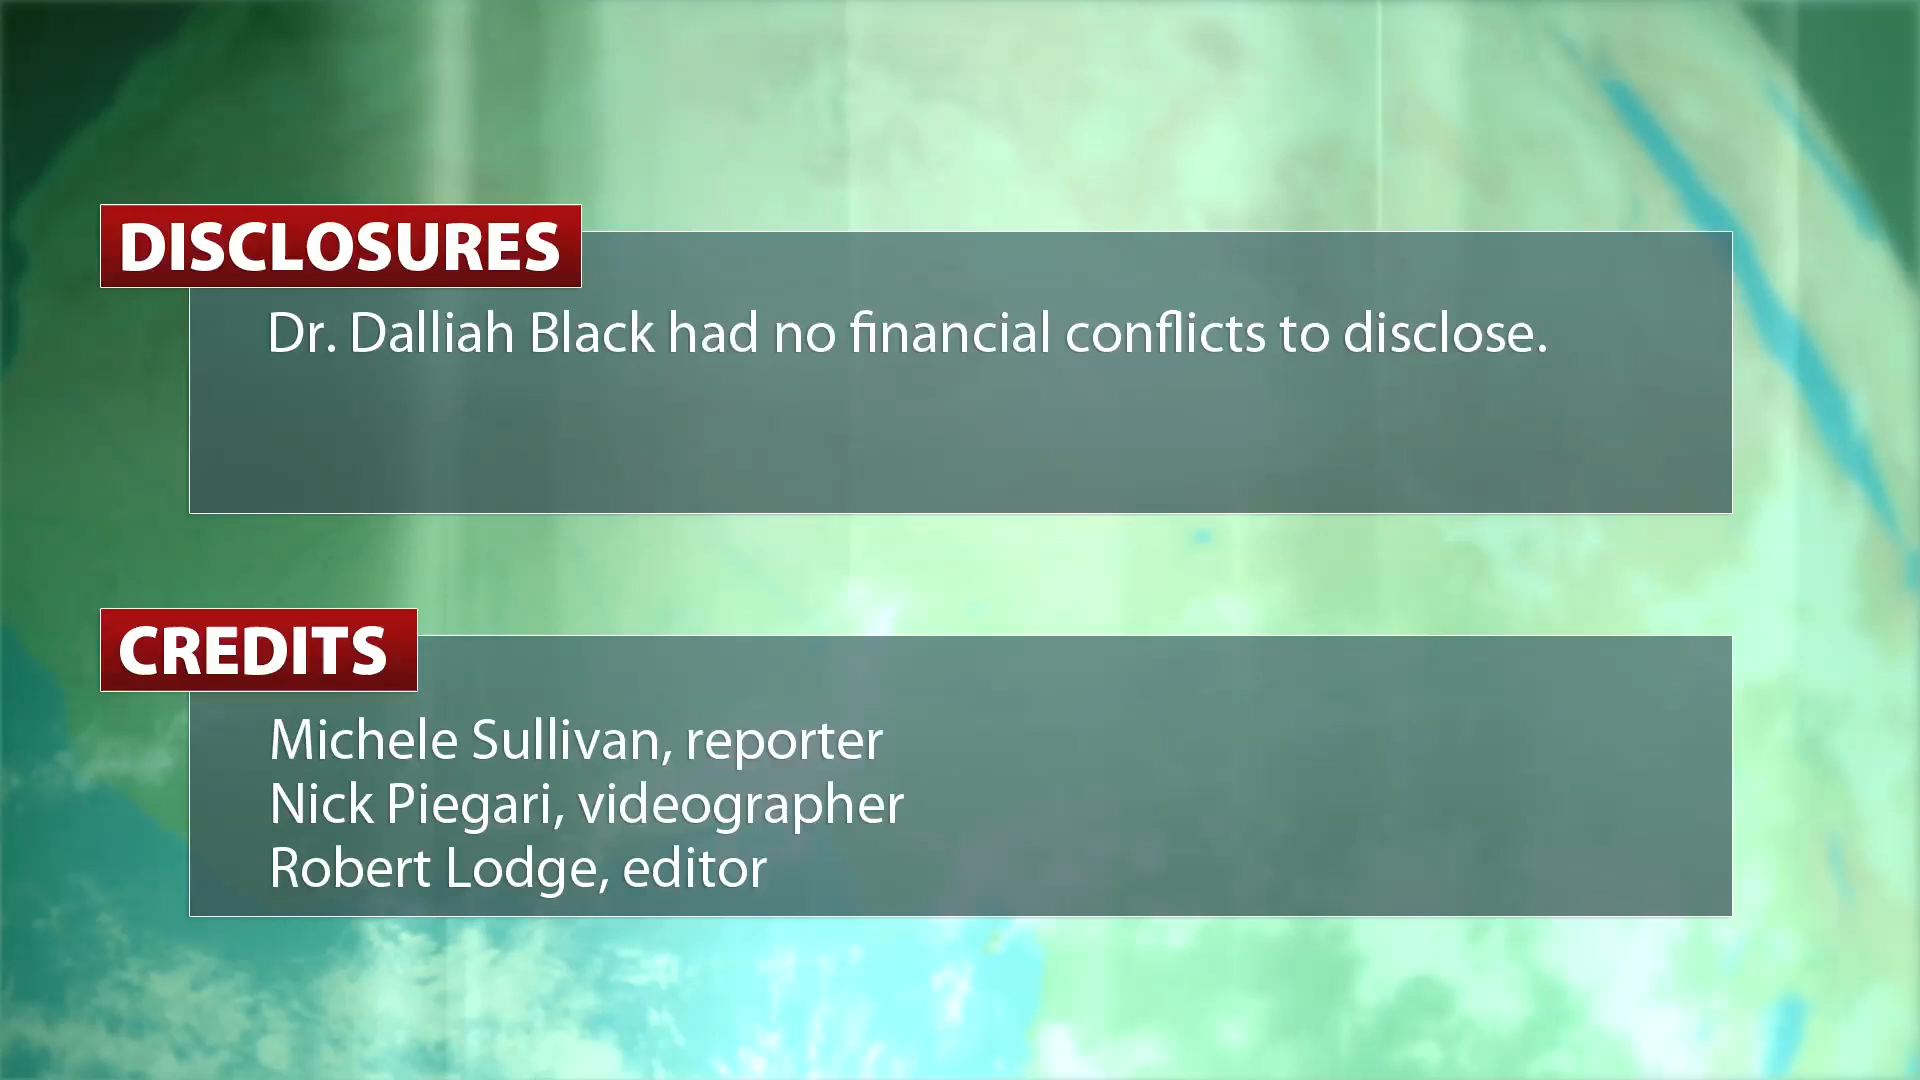 DISCLOSURES
Dr. Dalliah Black had no financial conflicts to disclose.
CREDITS
Michele Sullivan, reporter
Nick Piegari, videographer
Robert Lodge, editor